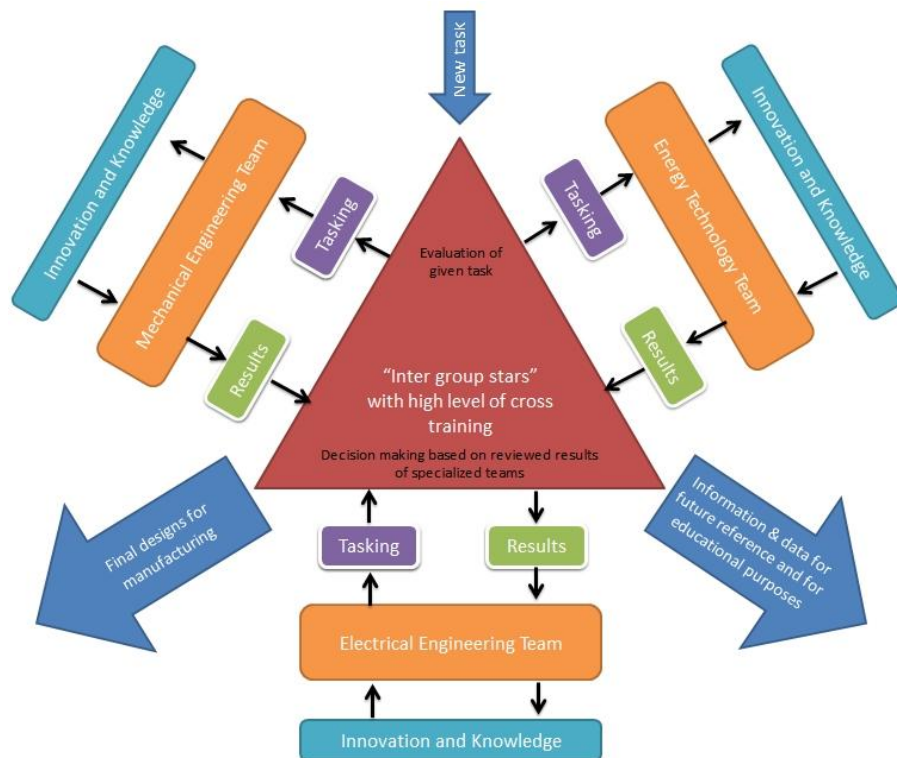 New task
Innovation and Knowledge
Mechanical Engineering Team
Tasking
Results
Tasking
Energy Technology Team
Innovation and Knowledge
Results
Evaluation of
given task
“Inter group stars”
with high level of cross
training
Decision making based on reviewed results
of specialized teams
Final designs for
manufacturing
Information & data for
future reference and for
educational purposes
Tasking
Results
Electrical Engineering Team
Innovation and Knowledge